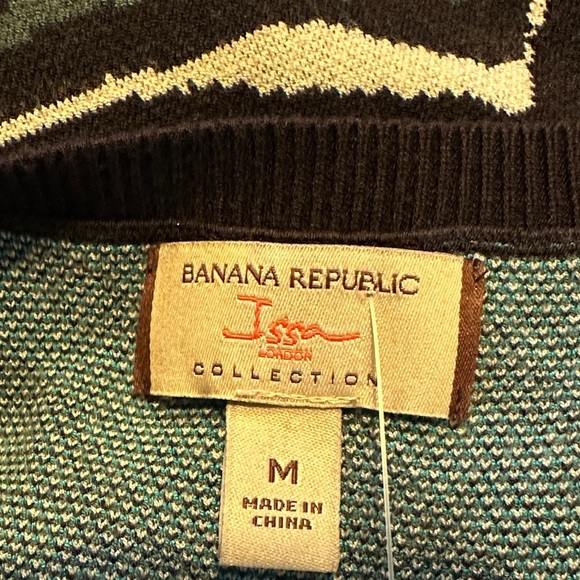 BANANA REPUBLIC
Issa
LONDON
COLLECTION
M
MADE IN
CHINA